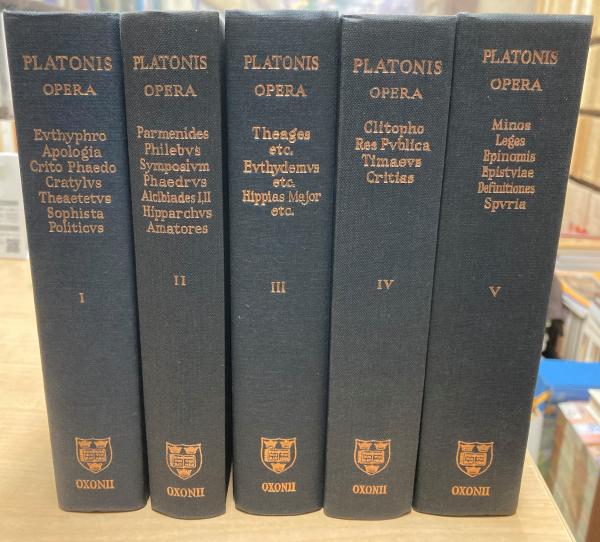 PLATONIS
OPERA
Evthyphro
Apologia
Crito Phaedo
Cratylvs
Theaetetvs
Sophista
Politicvs
I
OXONII
PLATONIS
OPERA
Parmenides
Philebvs
Symposivm
Phaedrvs
Alcibiades I,II
Hipparchvs
Amatores
II
OXONII
PLATONIS
OPERA
Theages
etc.
Evthydemvs
etc.
Hippias Major
etc.
III
OXONII
PLATONIS
OPERA
Clitopho
Res Pvblica
Timaevs
Critias
IV
OXONII
PLATONIS
OPERA
Minos
Leges
Epinomis
Epistvlae
Definitiones
Spvria
V
OXONII